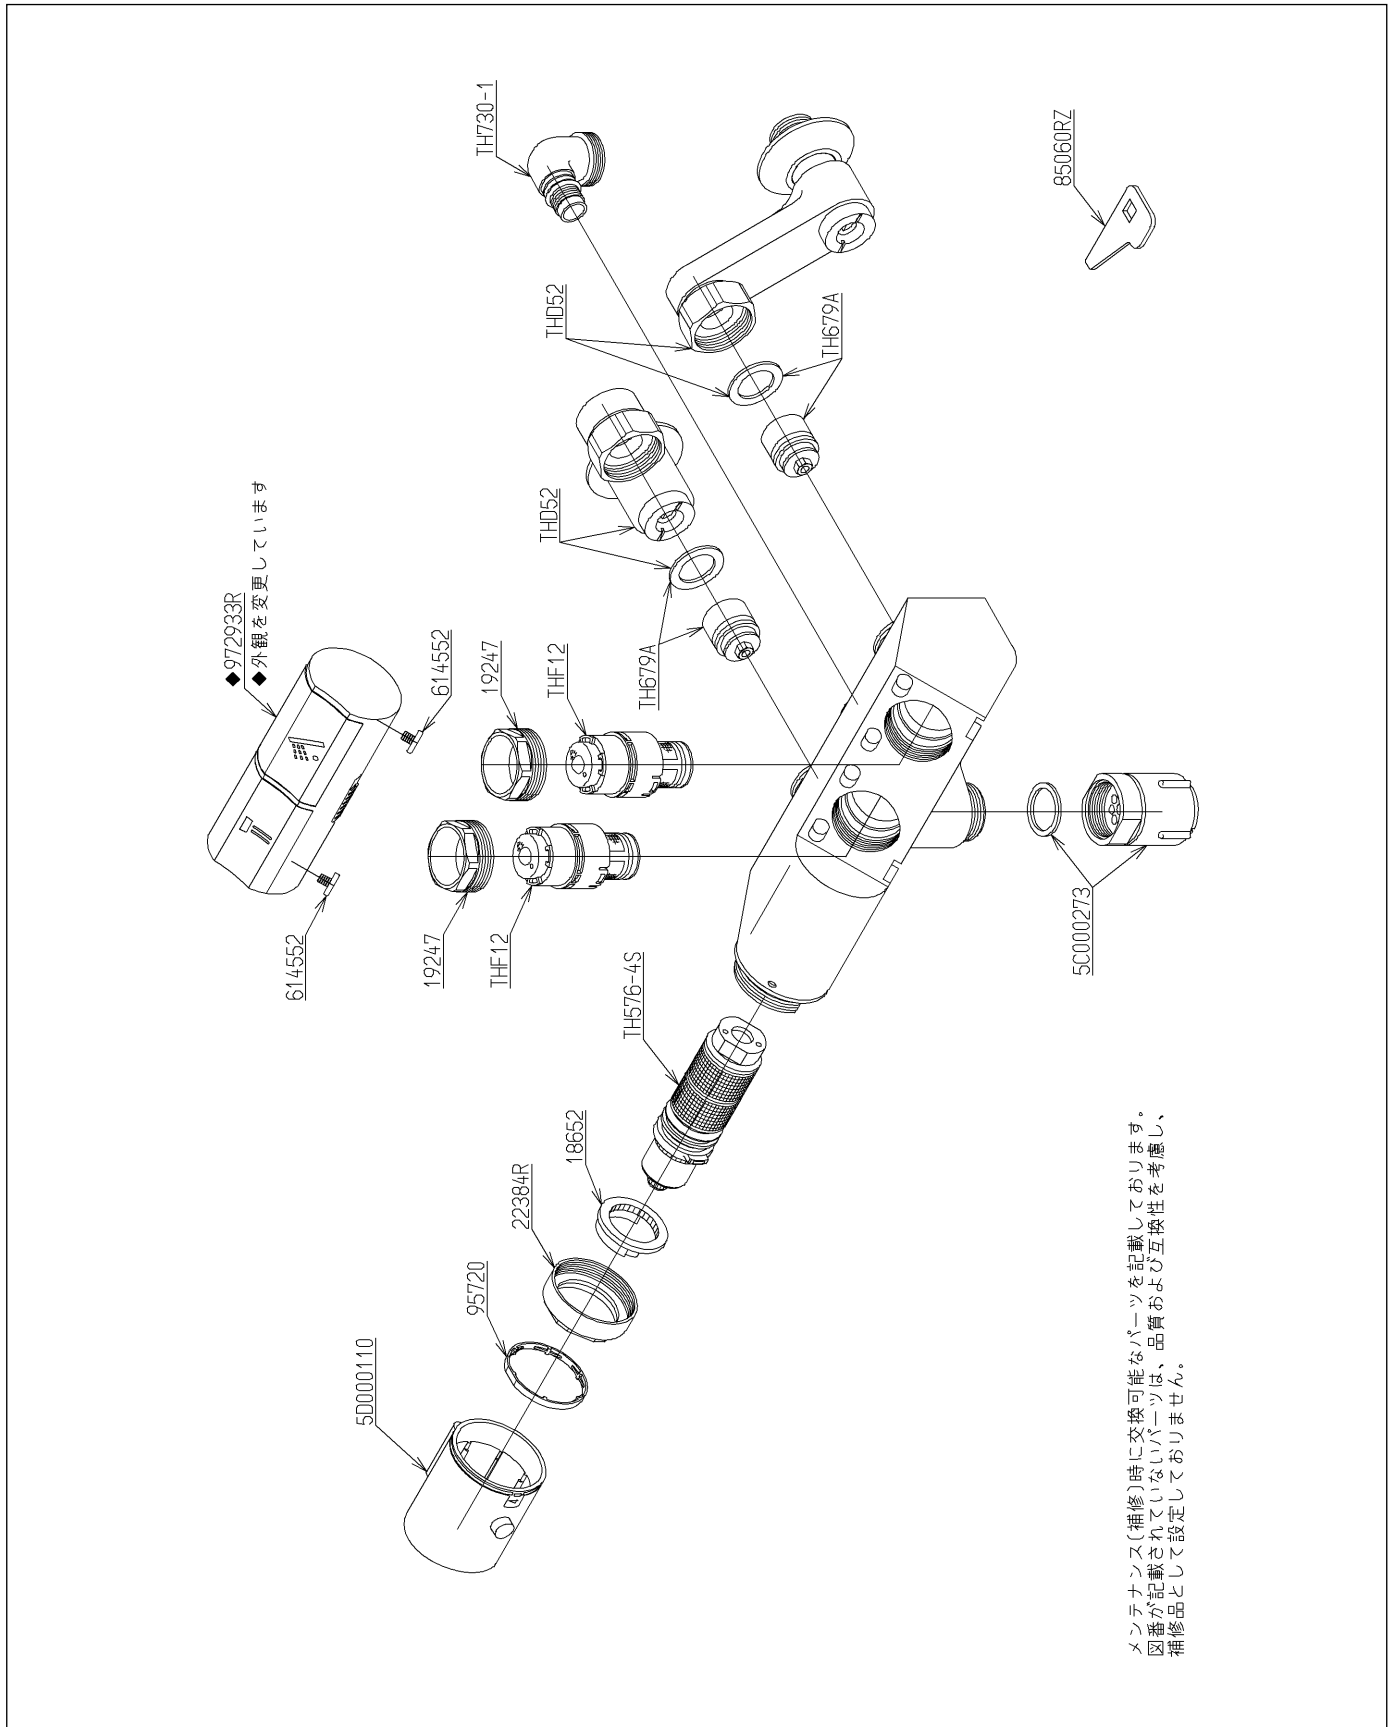 ◆972933R
◆外観を変更しています
614552
5D000110
19247
614552
95720
TH730-1
19247
THF12
22384R
THD52
THF12
THD52
18652
TH576-4S
TH679A
TH679A
85060RZ
5C000273
メンテナンス(補修)時に交換可能なパーツを記載しております。
図番が記載されていないパーツは、品質および互換性を考慮し、
補修品として設定しておりません。